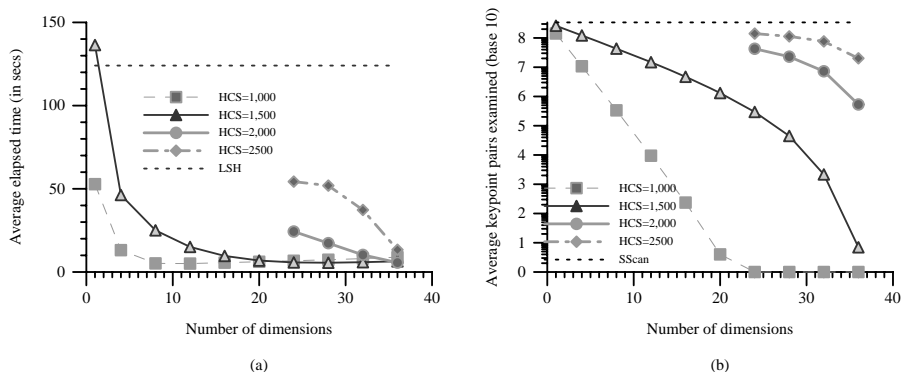 150
100
50
0
Average elapsed time (in secs)
HCS=1,000
HCS=1,500
HCS=2,000
HCS=2500
LSH
0 10 20 30 40
Number of dimensions
(a)
8
7
6
5
4
3
2
1
0
Average keypoint pairs examined (base 10)
HCS=1,000
HCS=1,500
HCS=2,000
HCS=2500
SScan
0 10 20 30 40
Number of dimensions
(b)